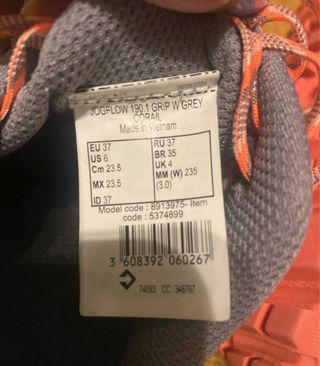 JOGFLOW 190.1 GRIP W GREY
CORAIL
Made in Vietnam
EU 37 RU 37
US 6 BR 35
Cm 23.5 UK 4
MX 23.5 MM (W) 235
ID 37 (3.0)
Model code : 8913975- Item
code : 5374899
3 608392 060267
74093 CC 348767